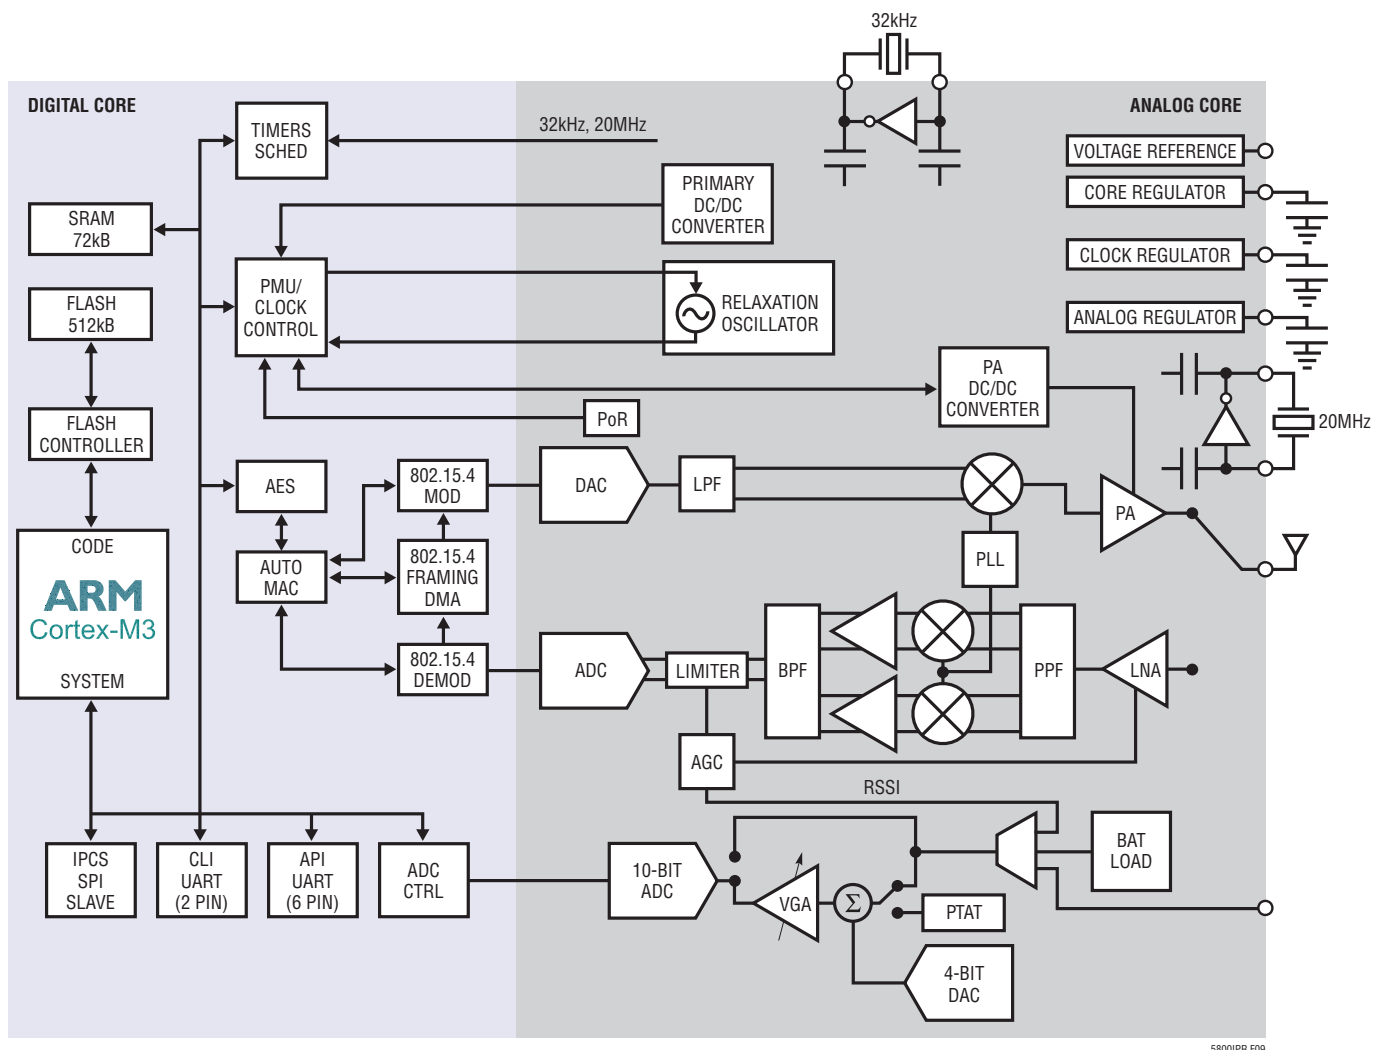 32kHz
DIGITAL CORE
ANALOG CORE
TIMERS
SCHED
32kHz, 20MHz
VOLTAGE REFERENCE
PRIMARY
DC/DC
CONVERTER
CORE REGULATOR
SRAM
72kB
CLOCK REGULATOR
PMU/
CLOCK
CONTROL
RELAXATION
OSCILLATOR
FLASH
512kB
ANALOG REGULATOR
PA
DC/DC
CONVERTER
PoR
20MHz
FLASH
CONTROLLER
AES
802.15.4
MOD
DAC
LPF
PA
CODE
ARM
Cortex-M3
SYSTEM
AUTO
MAC
802.15.4
FRAMING
DMA
PLL
802.15.4
DEMOD
ADC
LIMITER
BPF
PPF
LNA
AGC
RSSI
IPCS
SPI
SLAVE
CLI
UART
(2 PIN)
API
UART
(6 PIN)
ADC
CTRL
10-BIT
ADC
VGA
Σ
BAT
LOAD
PTAT
4-BIT
DAC
5800IPR F09